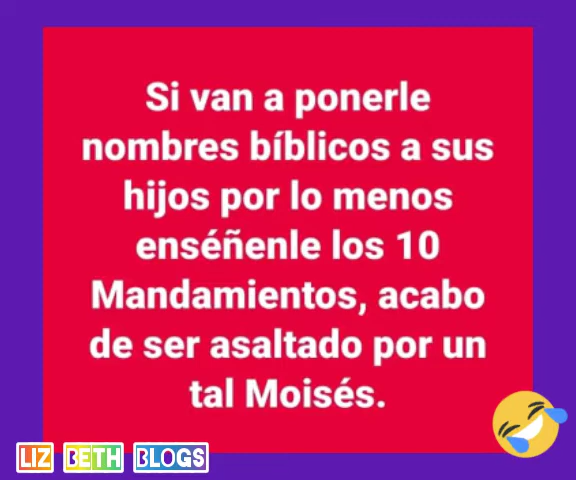 Si van a ponerle
nombres bíblicos a sus
hijos por lo menos
enséñenle los 10
Mandamientos, acabo
de ser asaltado por un
tal Moisés.
LIZ BETH BLOGS